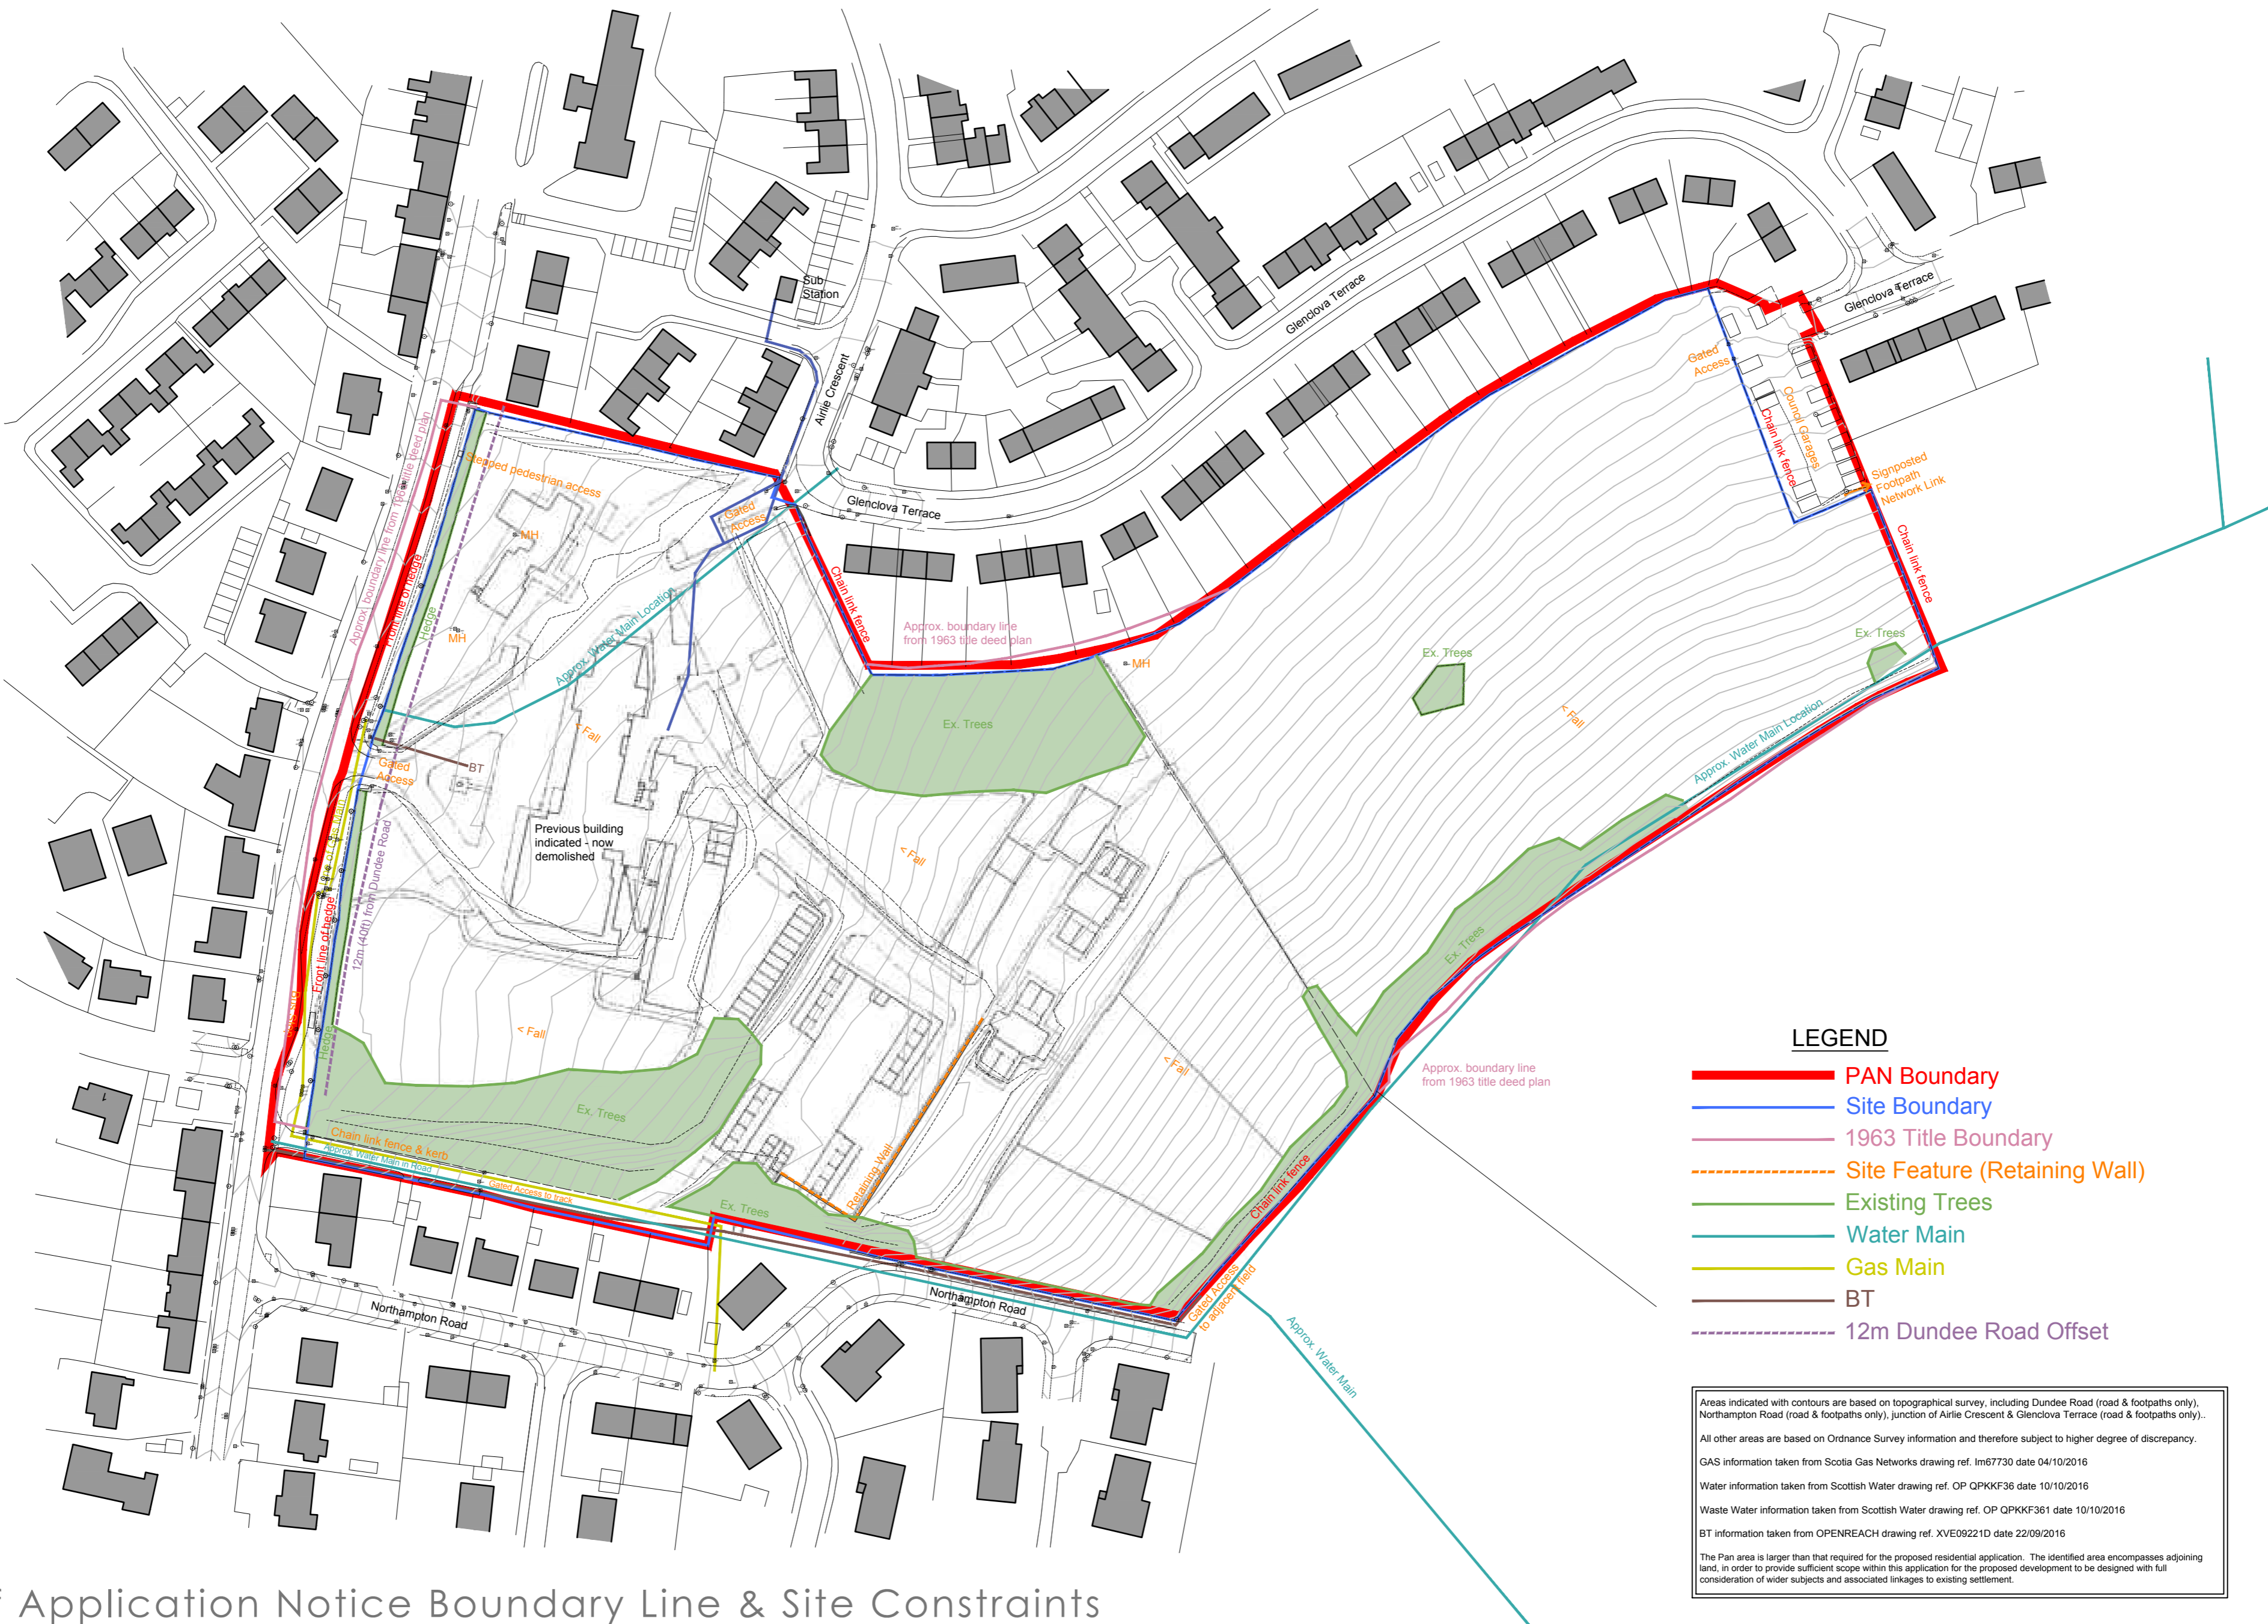 Sub
Station
Airlie Crescent
Glenclova Terrace
Glenclova Terrace
Gated
Access
Council Garages
Chain link fence
Signposted
Footpath
Network Link
Chain link fence
Approx. boundary line from 1963 title deed plan
Stepped pedestrian access
Front line of hedge
Hedge
MH
MH
Gated
Access
Glenclova Terrace
Chain link fence
Approx. Water Main Location
Approx. boundary line
from 1963 title deed plan
MH
Ex. Trees
Ex. Trees
Ex. Trees
< Fall
< Fall
Approx. Water Main Location
Gated
Access
BT
12m (40ft) from Dundee Road
Previous building
indicated - now
demolished
< Fall
Front line of hedge
Hedge
< Fall
Ex. Trees
< Fall
Approx. boundary line
from 1963 title deed plan
Ex. Trees
Chain link fence & kerb
Approx. Water Main in Road
Gated Access to track
Ex. Trees
Retaining Wall
Chain link fence
Gated Access
to adjacent field
Northampton Road
Northampton Road
Approx. Water Main
LEGEND
PAN Boundary
Site Boundary
1963 Title Boundary
Site Feature (Retaining Wall)
Existing Trees
Water Main
Gas Main
BT
12m Dundee Road Offset
Areas indicated with contours are based on topographical survey, including Dundee Road (road & footpaths only),
Northampton Road (road & footpaths only), junction of Airlie Crescent & Glenclova Terrace (road & footpaths only)..
All other areas are based on Ordnance Survey information and therefore subject to higher degree of discrepancy.
GAS information taken from Scotia Gas Networks drawing ref. Im67730 date 04/10/2016
Water information taken from Scottish Water drawing ref. OP QPKKF36 date 10/10/2016
Waste Water information taken from Scottish Water drawing ref. OP QPKKF361 date 10/10/2016
BT information taken from OPENREACH drawing ref. XVE09221D date 22/09/2016
The Pan area is larger than that required for the proposed residential application. The identified area encompasses adjoining
land, in order to provide sufficient scope within this application for the proposed development to be designed with full
consideration of wider subjects and associated linkages to existing settlement.
Application Notice Boundary Line & Site Constraints